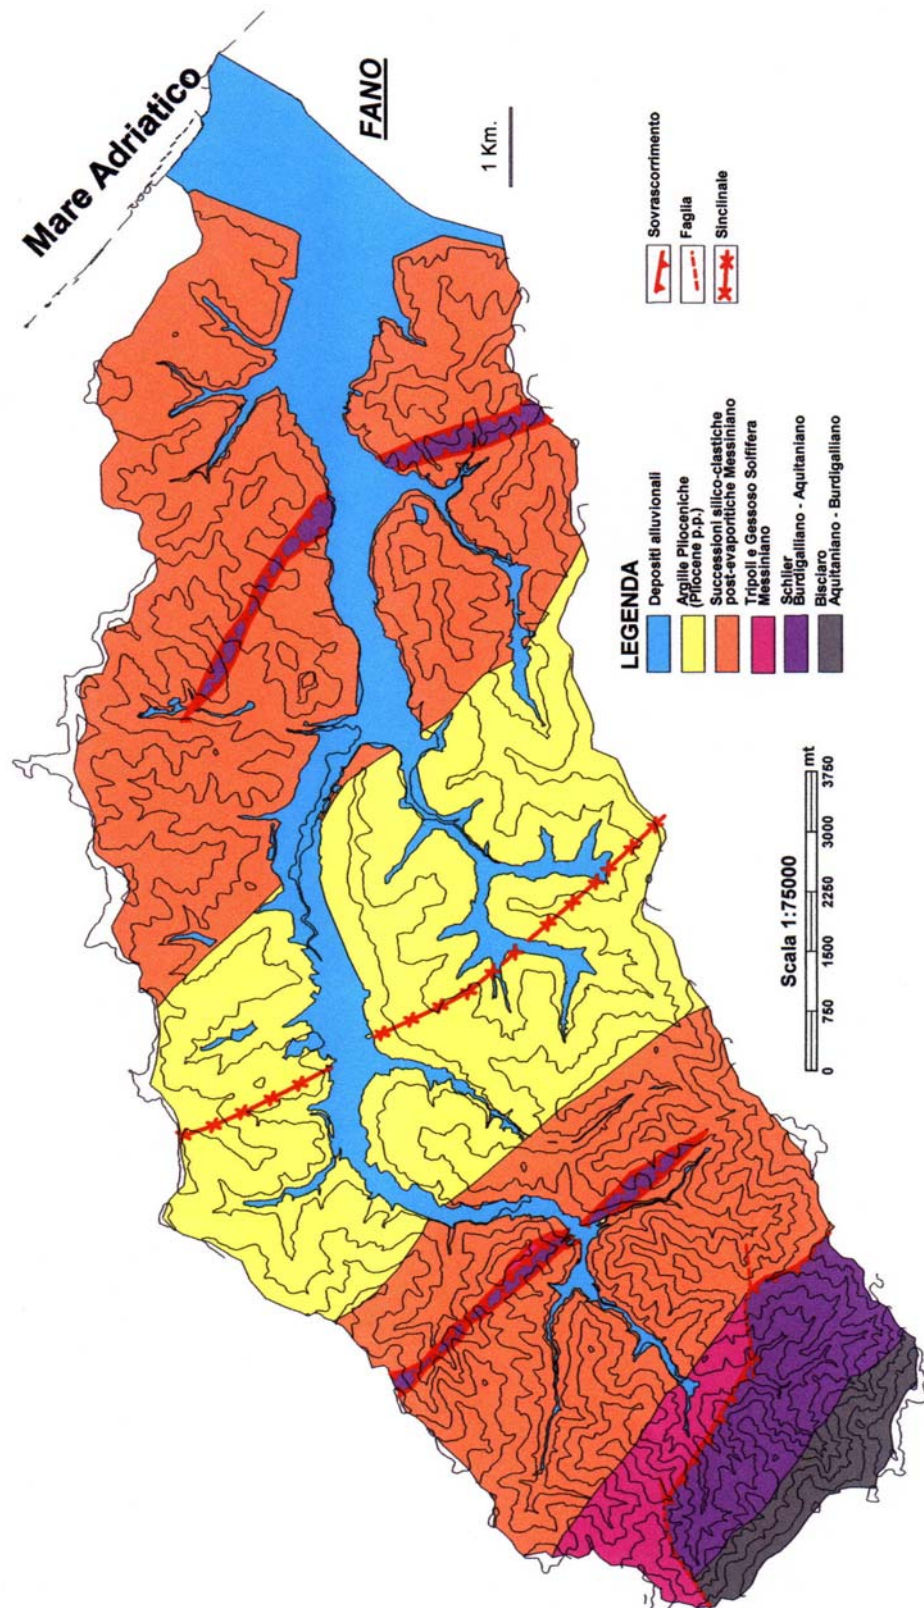 Mare Adriatico
FANO
1 Km.
Sovrascorrimento
Faglia
Sinclinale
LEGENDA
Depositi alluvionali
Argille Plioceniche
(Pliocene p.p.)
Successioni silico-clastiche
post-evaporitiche Messiniano
Tripoli e Gessoso Solfifera
Messiniano
Schlier
Burdigalliano - Aquitaniano
Bisciaro
Aquitaniano - Burdigalliano
Scala 1:75000
0 750 1500 2250 3000 3750 mt